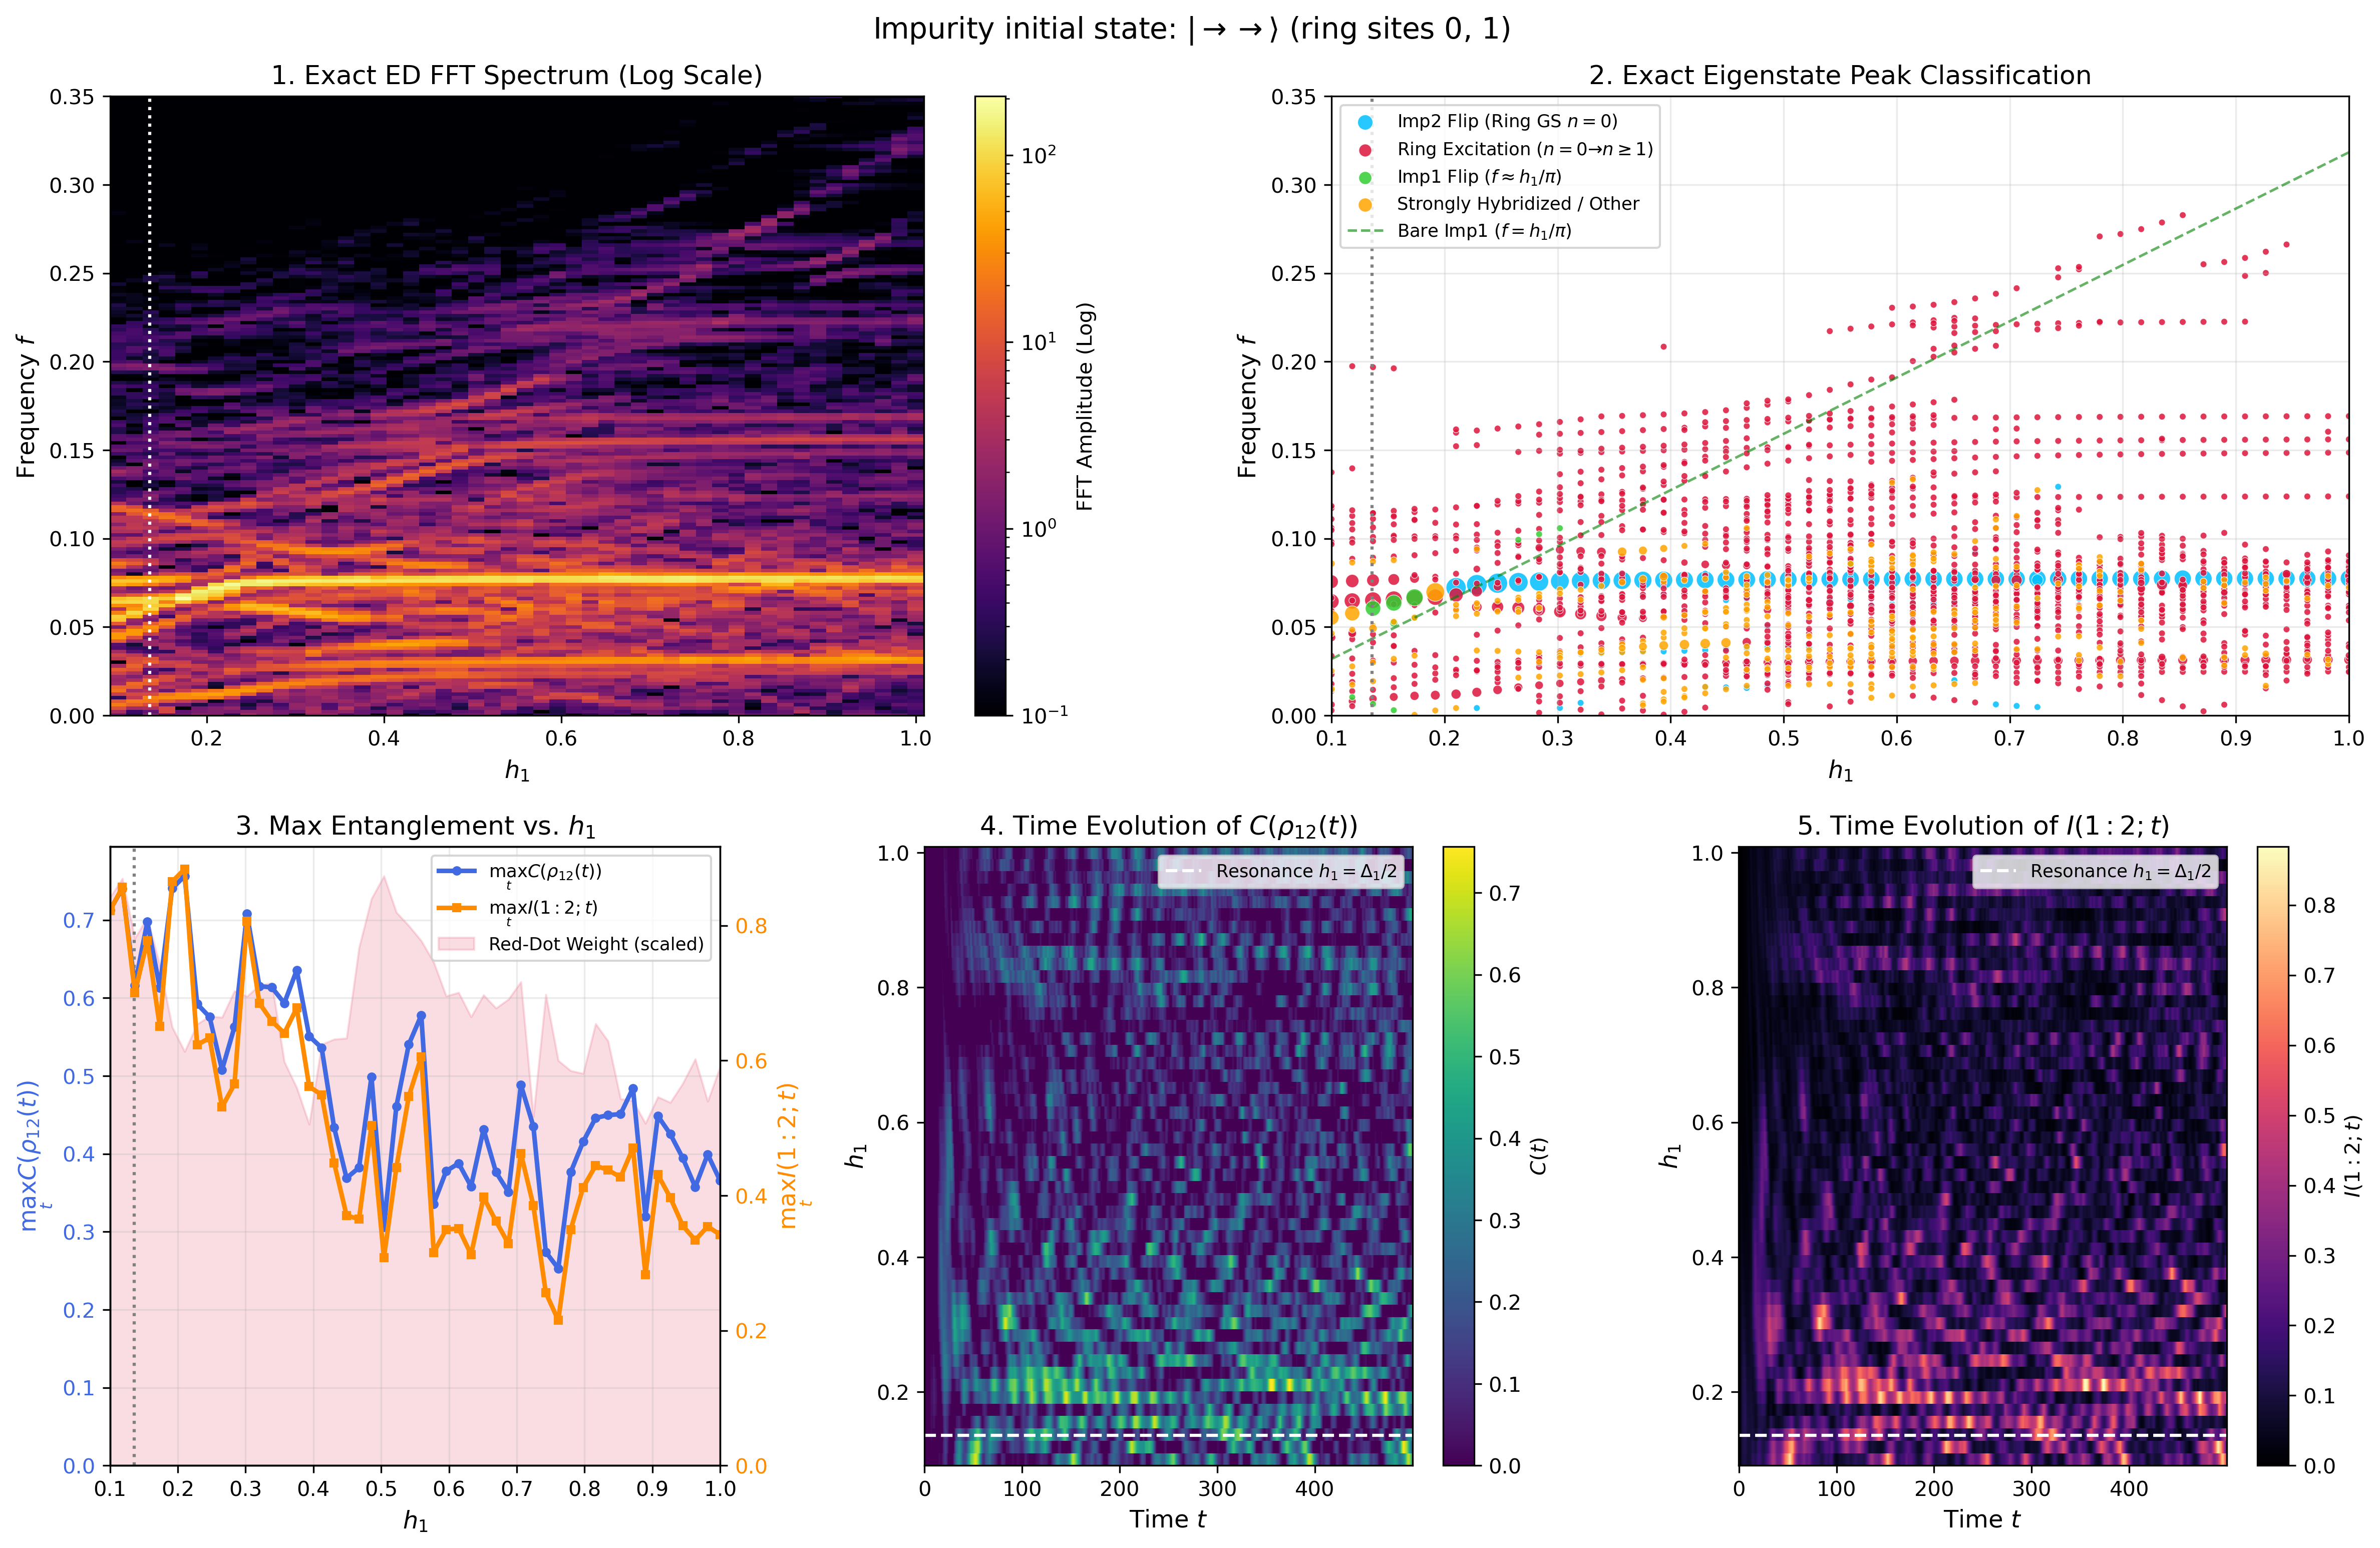 Impurity initial state: |→→⟩ (ring sites 0, 1)
1. Exact ED FFT Spectrum (Log Scale)
Frequency f
0.35
0.30
0.25
0.20
0.15
0.10
0.05
0.00
0.2 0.4 0.6 0.8 1.0
h₁
10²
10¹
10⁰
10⁻¹
FFT Amplitude (Log)
2. Exact Eigenstate Peak Classification
Imp2 Flip (Ring GS n = 0)
Ring Excitation (n = 0→n ≥ 1)
Imp1 Flip (f ≈ h₁/π)
Strongly Hybridized / Other
Bare Imp1 (f = h₁/π)
Frequency f
0.35
0.30
0.25
0.20
0.15
0.10
0.05
0.00
0.1 0.2 0.3 0.4 0.5 0.6 0.7 0.8 0.9 1.0
h₁
3. Max Entanglement vs. h₁
max C(ρ₁₂(t))
t
max I(1 : 2; t)
t
Red-Dot Weight (scaled)
max C(ρ₁₂(t))
t
0.7
0.6
0.5
0.4
0.3
0.2
0.1
0.0
0.1 0.2 0.3 0.4 0.5 0.6 0.7 0.8 0.9 1.0
h₁
0.8
0.6
0.4
0.2
0.0
max I(1 : 2; t)
t
4. Time Evolution of C(ρ₁₂(t))
Resonance h₁ = Δ₁/2
h₁
1.0
0.8
0.6
0.4
0.2
0 100 200 300 400
Time t
0.7
0.6
0.5
0.4
0.3
0.2
0.1
0.0
C(t)
5. Time Evolution of I(1 : 2; t)
Resonance h₁ = Δ₁/2
h₁
1.0
0.8
0.6
0.4
0.2
0 100 200 300 400
Time t
0.8
0.7
0.6
0.5
0.4
0.3
0.2
0.1
0.0
I(1 : 2; t)